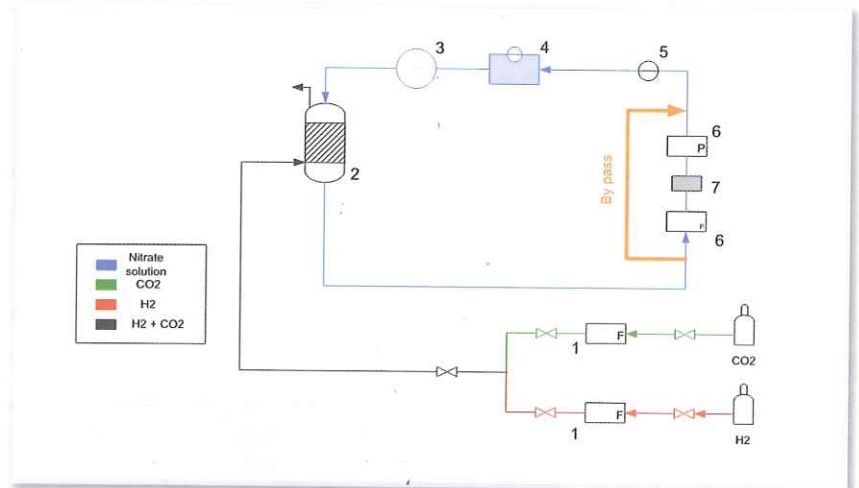 3
4
5
6
P
7
F
6
By pass
2
Nitrate
solution
CO2
H2
H2 + CO2
1
F
CO2
1
F
H2